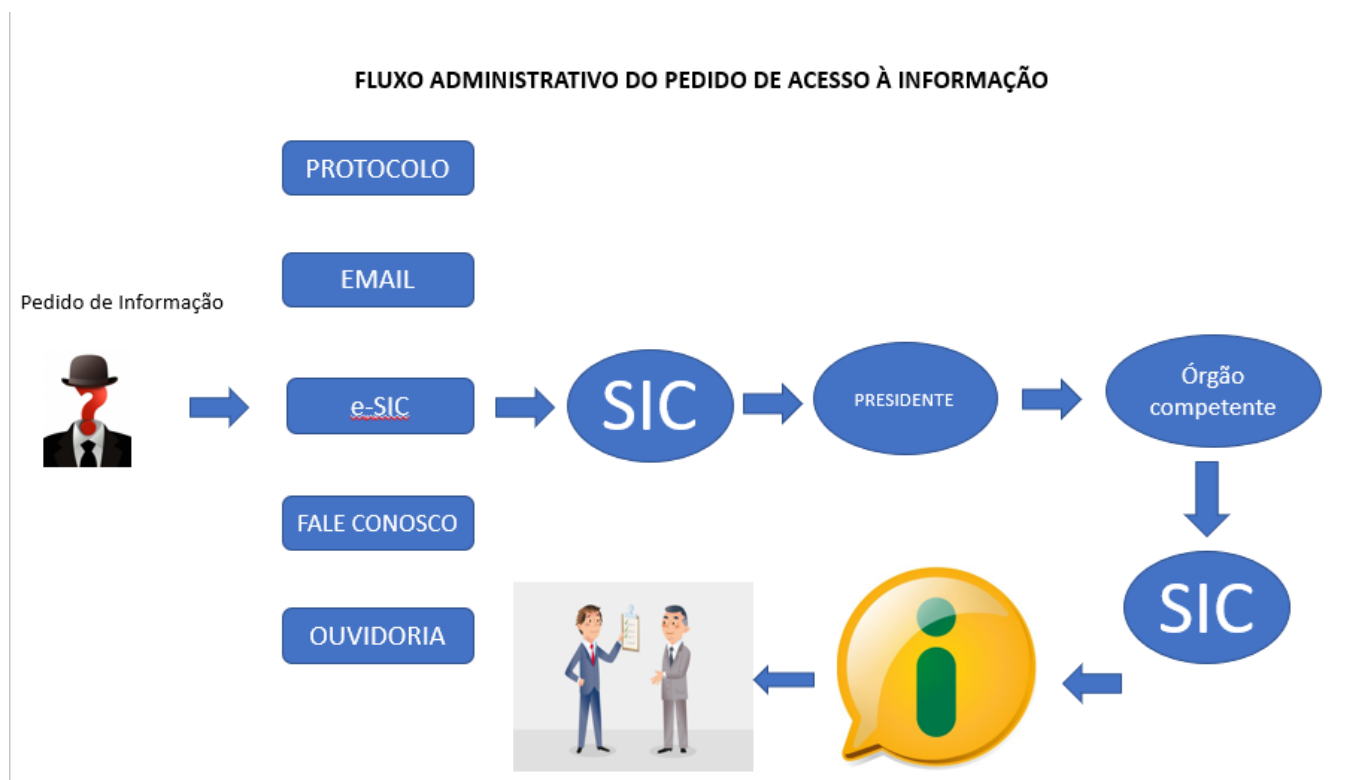 FLUXO ADMINISTRATIVO DO PEDIDO DE ACESSO À INFORMAÇÃO
PROTOCOLO
EMAIL
Pedido de Informação
e-SIC
SIC
PRESIDENTE
Órgão
competente
FALE CONOSCO
OUVIDORIA
SIC